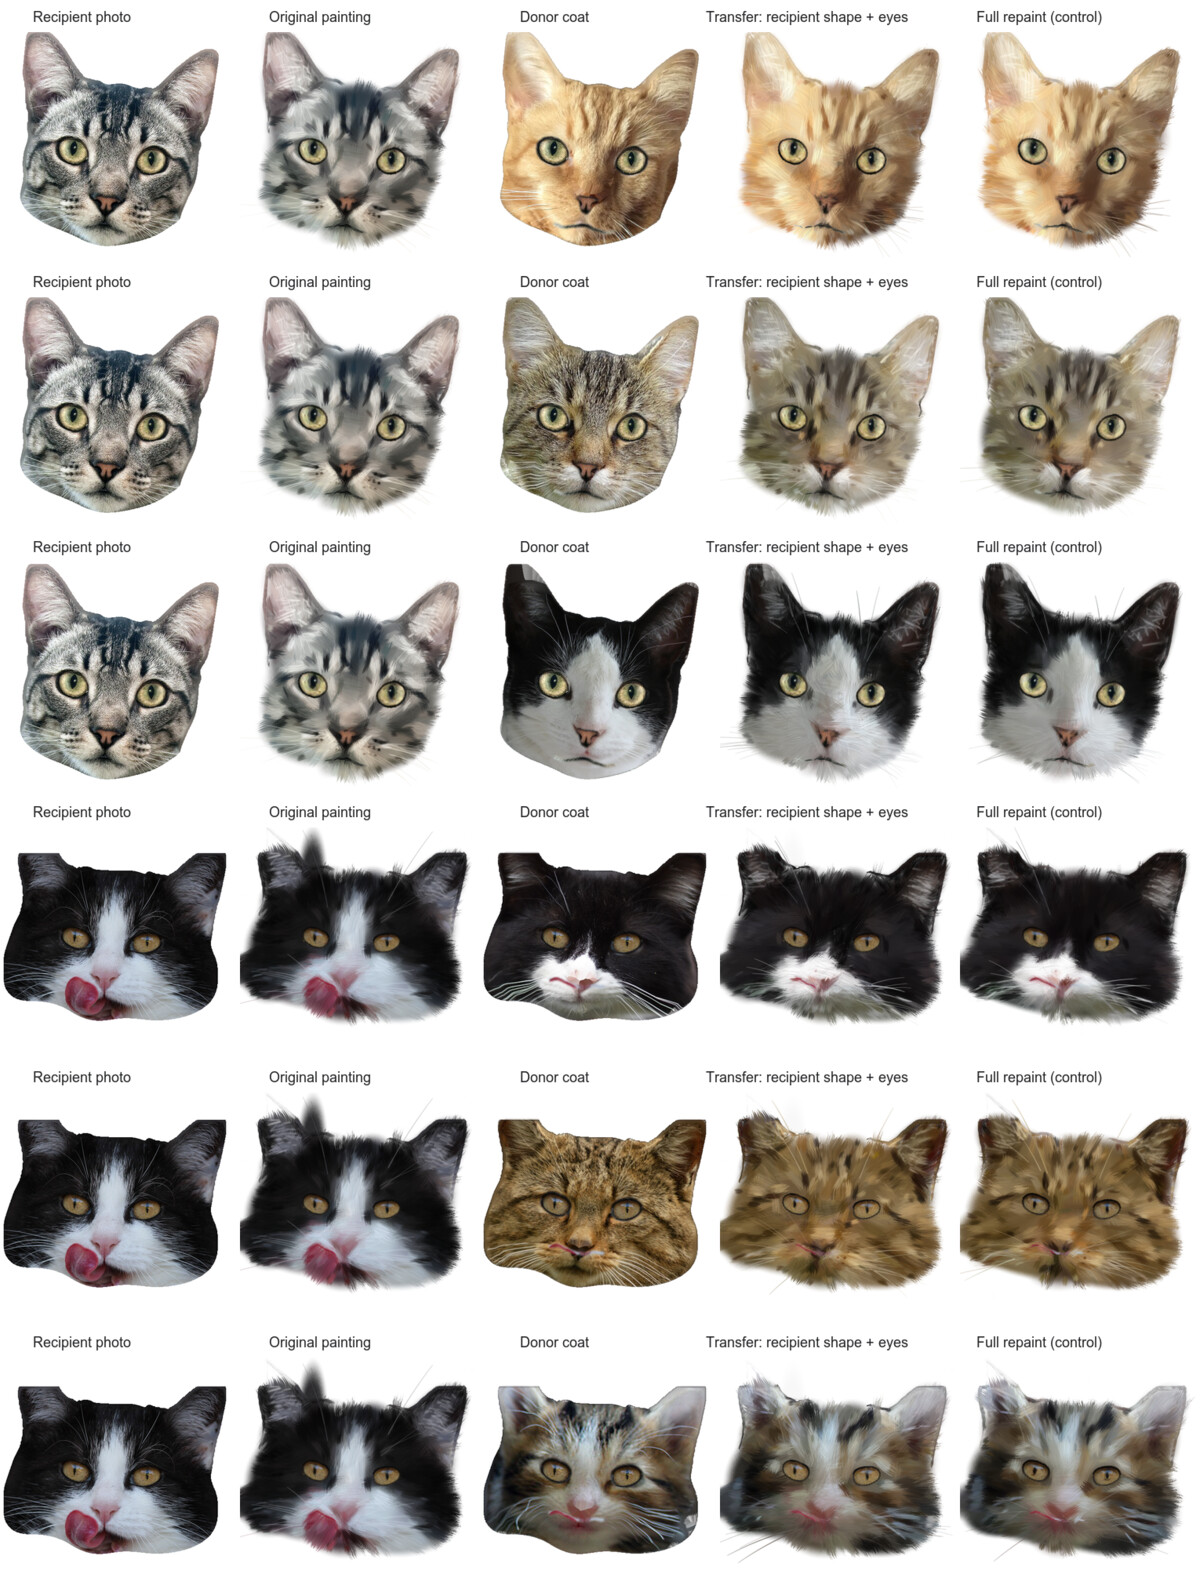 Recipient photo Original painting Donor coat Transfer: recipient shape + eyes Full repaint (control)
Recipient photo Original painting Donor coat Transfer: recipient shape + eyes Full repaint (control)
Recipient photo Original painting Donor coat Transfer: recipient shape + eyes Full repaint (control)
Recipient photo Original painting Donor coat Transfer: recipient shape + eyes Full repaint (control)
Recipient photo Original painting Donor coat Transfer: recipient shape + eyes Full repaint (control)
Recipient photo Original painting Donor coat Transfer: recipient shape + eyes Full repaint (control)